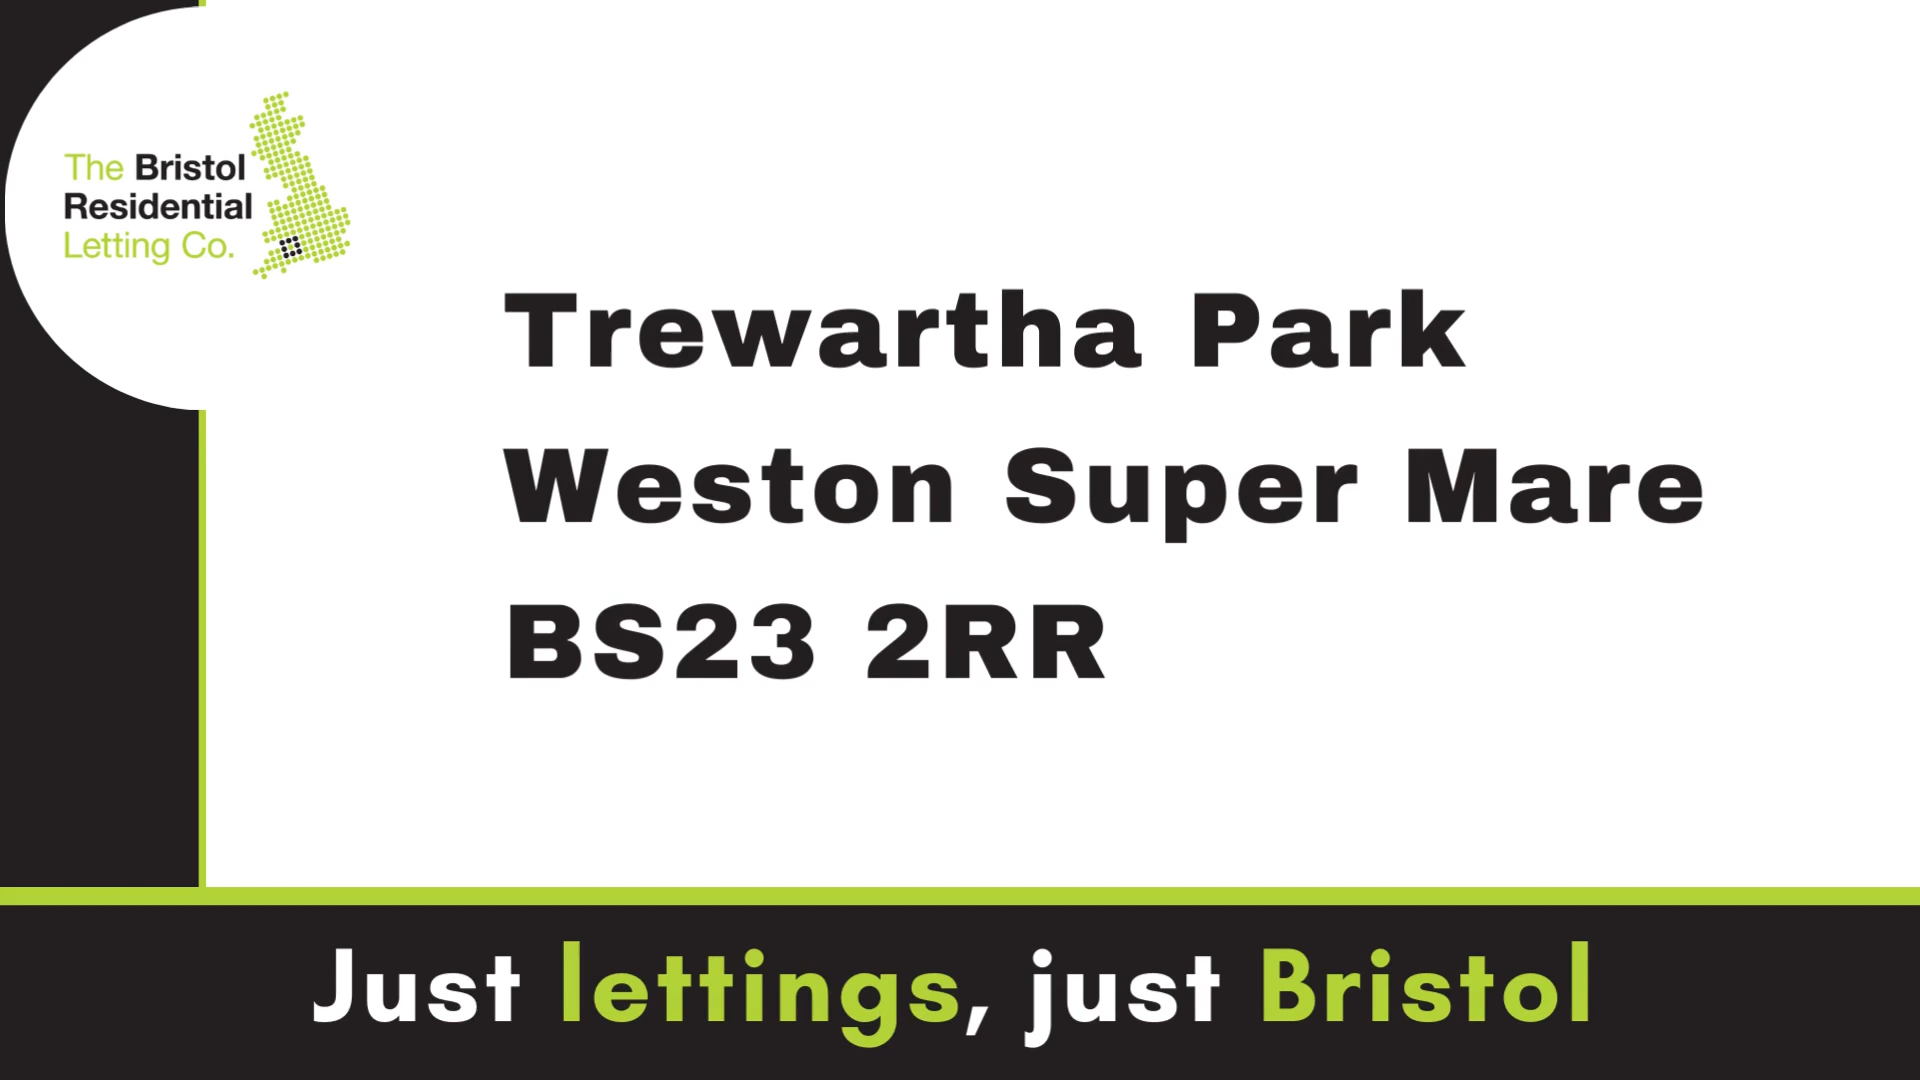 The Bristol
Residential
Letting Co.
Trewartha Park
Weston Super Mare
BS23 2RR
Just lettings, just Bristol